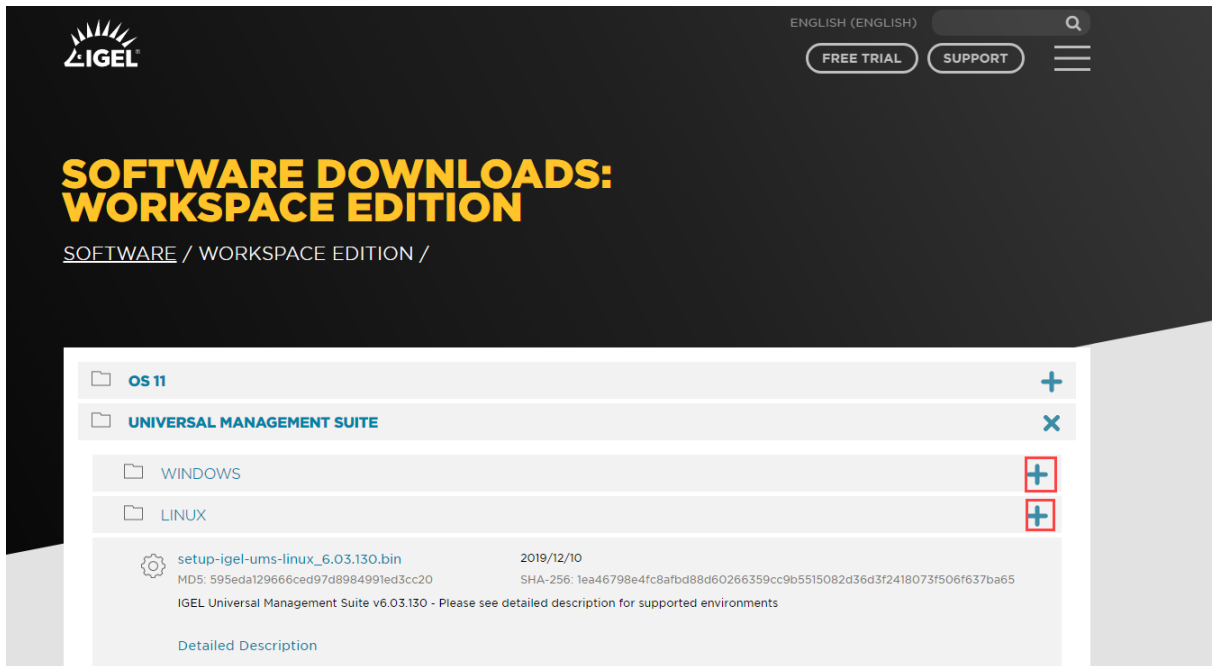 ENGLISH (ENGLISH)
IGEL
FREE TRIAL
SUPPORT
SOFTWARE DOWNLOADS:
WORKSPACE EDITION
SOFTWARE / WORKSPACE EDITION /
OS 11
UNIVERSAL MANAGEMENT SUITE
WINDOWS
LINUX
setup-igel-ums-linux_6.03.130.bin 2019/12/10
MD5: 595eda129666ced97d8984991ed3cc20 SHA-256: 1ea46798e4fc8afbd88d60266359cc9b5515082d36d3f2418073f506f637ba65
IGEL Universal Management Suite v6.03.130 - Please see detailed description for supported environments
Detailed Description